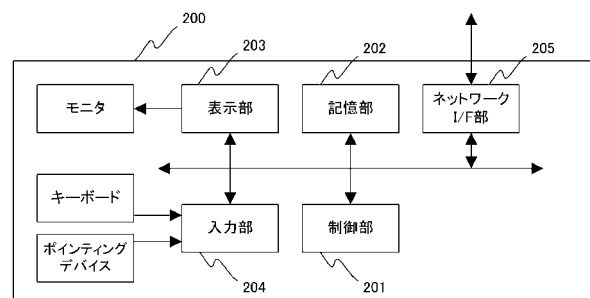 200
203
202
205
モニタ
表示部
記憶部
ネットワーク
I/F部
キーボード
入力部
制御部
ポインティング
デバイス
204
201